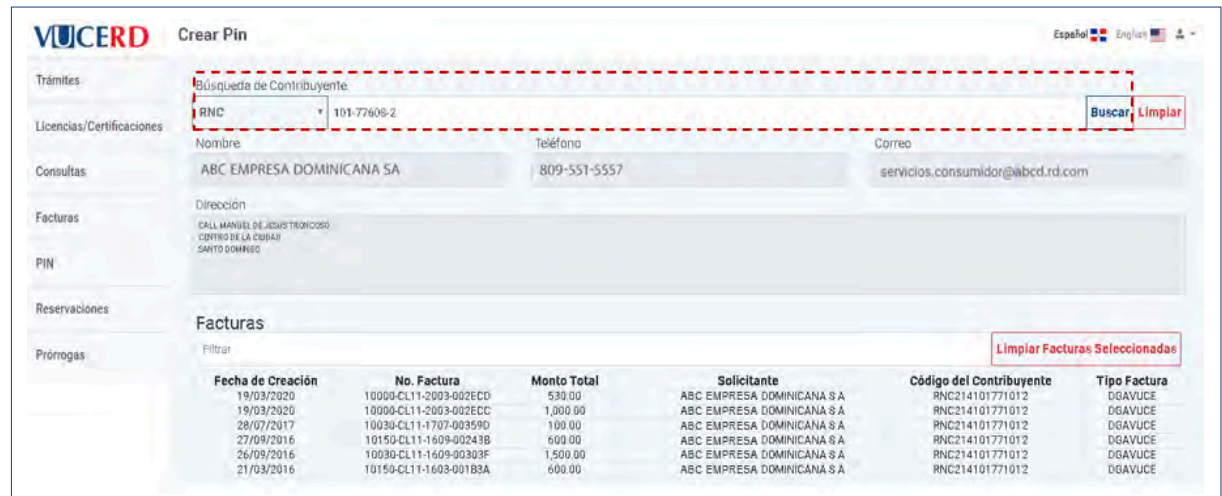 VUCERD
Crear Pin
Español English
Trámites
Licencias/Certificaciones
Consultas
Facturas
PIN
Reservaciones
Prórrogas
Búsqueda de Contribuyente
RNC 101-77606-2 Buscar Limpiar
Nombre Teléfono Correo
ABC EMPRESA DOMINICANA SA 809-551-5557 servicios.consumidor@abcd.rd.com
Dirección
CALL MANUEL DE JESUS TRONCOSO
CENTRO DE LA CIUDAD
SANTO DOMINGO
Facturas
Filtrar Limpiar Facturas Seleccionadas
Fecha de Creación No. Factura Monto Total Solicitante Código del Contribuyente Tipo Factura
19/03/2020 10000-CL11-2003-002ECD 530.00 ABC EMPRESA DOMINICANA S A RNC214101771012 DGAVUCE
19/03/2020 10000-CL11-2003-002ECC 1,000.00 ABC EMPRESA DOMINICANA S A RNC214101771012 DGAVUCE
28/07/2017 10030-CL11-1707-00359D 100.00 ABC EMPRESA DOMINICANA S A RNC214101771012 DGAVUCE
27/09/2016 10150-CL11-1609-00243B 600.00 ABC EMPRESA DOMINICANA S A RNC214101771012 DGAVUCE
26/09/2016 10030-CL11-1609-00303F 1,500.00 ABC EMPRESA DOMINICANA S A RNC214101771012 DGAVUCE
21/03/2016 10150-CL11-1603-001B3A 600.00 ABC EMPRESA DOMINICANA S A RNC214101771012 DGAVUCE